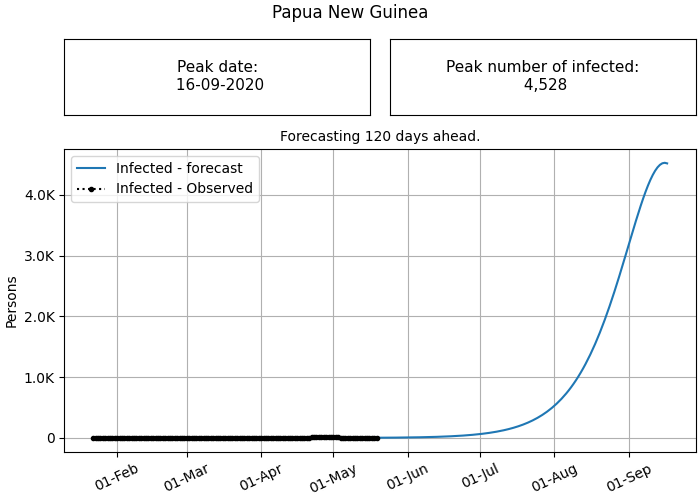 Papua New Guinea
Peak date:
16-09-2020
Peak number of infected:
4,528
Forecasting 120 days ahead.
Infected - forecast
Infected - Observed
Persons
4.0K
3.0K
2.0K
1.0K
0
01-Feb
01-Mar
01-Apr
01-May
01-Jun
01-Jul
01-Aug
01-Sep